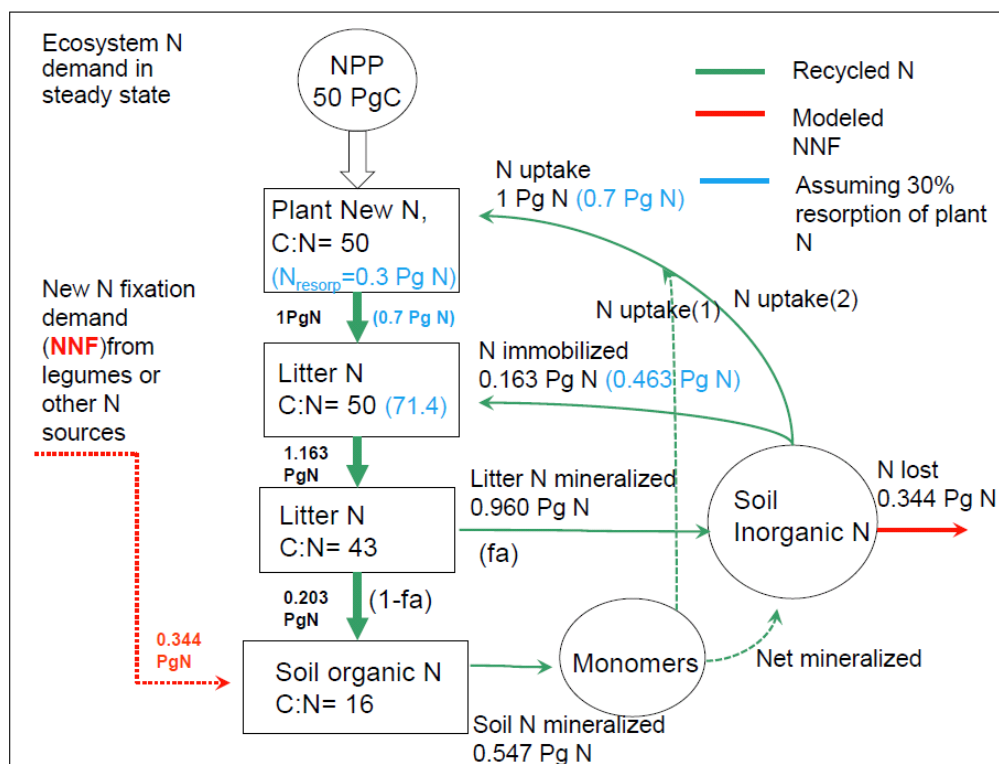 Ecosystem N
demand in
steady state
NPP
50 PgC
Recycled N
Modeled
NNF
Assuming 30%
resorption of plant
N
N uptake
1 Pg N (0.7 Pg N)
Plant New N,
C:N= 50
(Nresorp=0.3 Pg N)
New N fixation
demand
(NNF)from
legumes or
other N
sources
1PgN
(0.7 Pg N)
N uptake(1)
N uptake(2)
N immobilized
0.163 Pg N (0.463 Pg N)
Litter N
C:N= 50 (71.4)
1.163
PgN
Litter N mineralized
0.960 Pg N
(fa)
Soil
Inorganic N
N lost
0.344 Pg N
Litter N
C:N= 43
0.203
PgN
(1-fa)
0.344
PgN
Soil organic N
C:N= 16
Monomers
Net mineralized
Soil N mineralized
0.547 Pg N